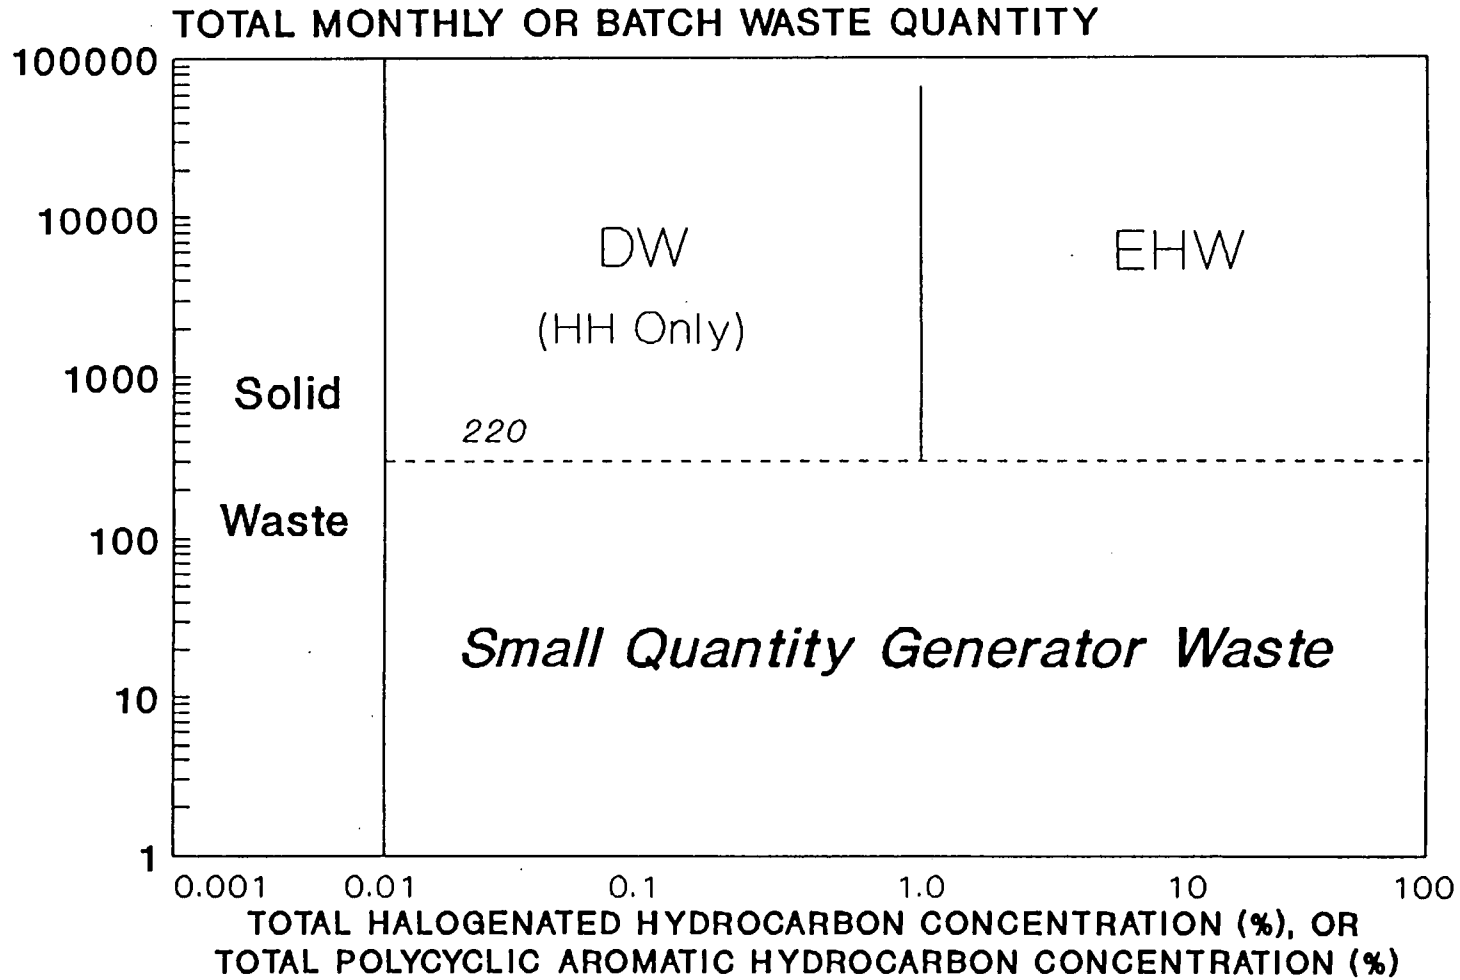 TOTAL MONTHLY OR BATCH WASTE QUANTITY
100000
10000
DW
EHW
(HH Only)
1000
Solid
220
Waste
100
Small Quantity Generator Waste
10
1
0.001 0.01 0.1 1.0 10 100
TOTAL HALOGENATED HYDROCARBON CONCENTRATION (%), OR
TOTAL POLYCYCLIC AROMATIC HYDROCARBON CONCENTRATION (%)